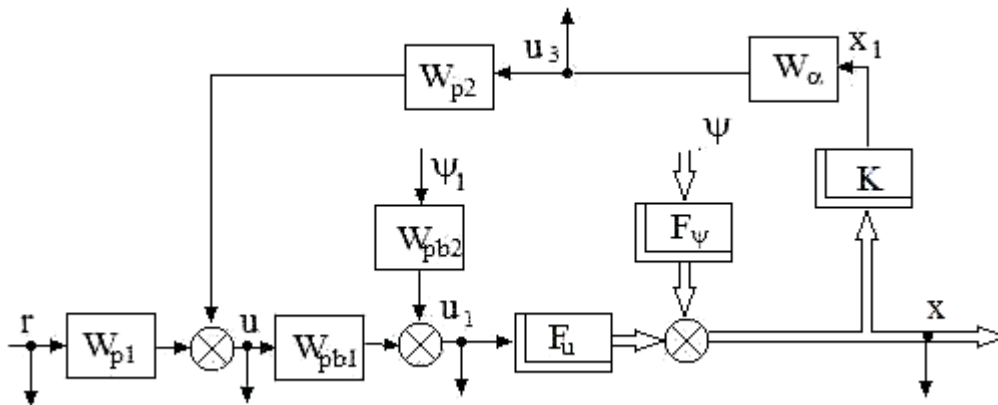 u₃
x₁
W_p2
W_α
ψ
ψ₁
K
W_pb2
F_ψ
r
u
u₁
x
W_p1
W_pb1
F_u